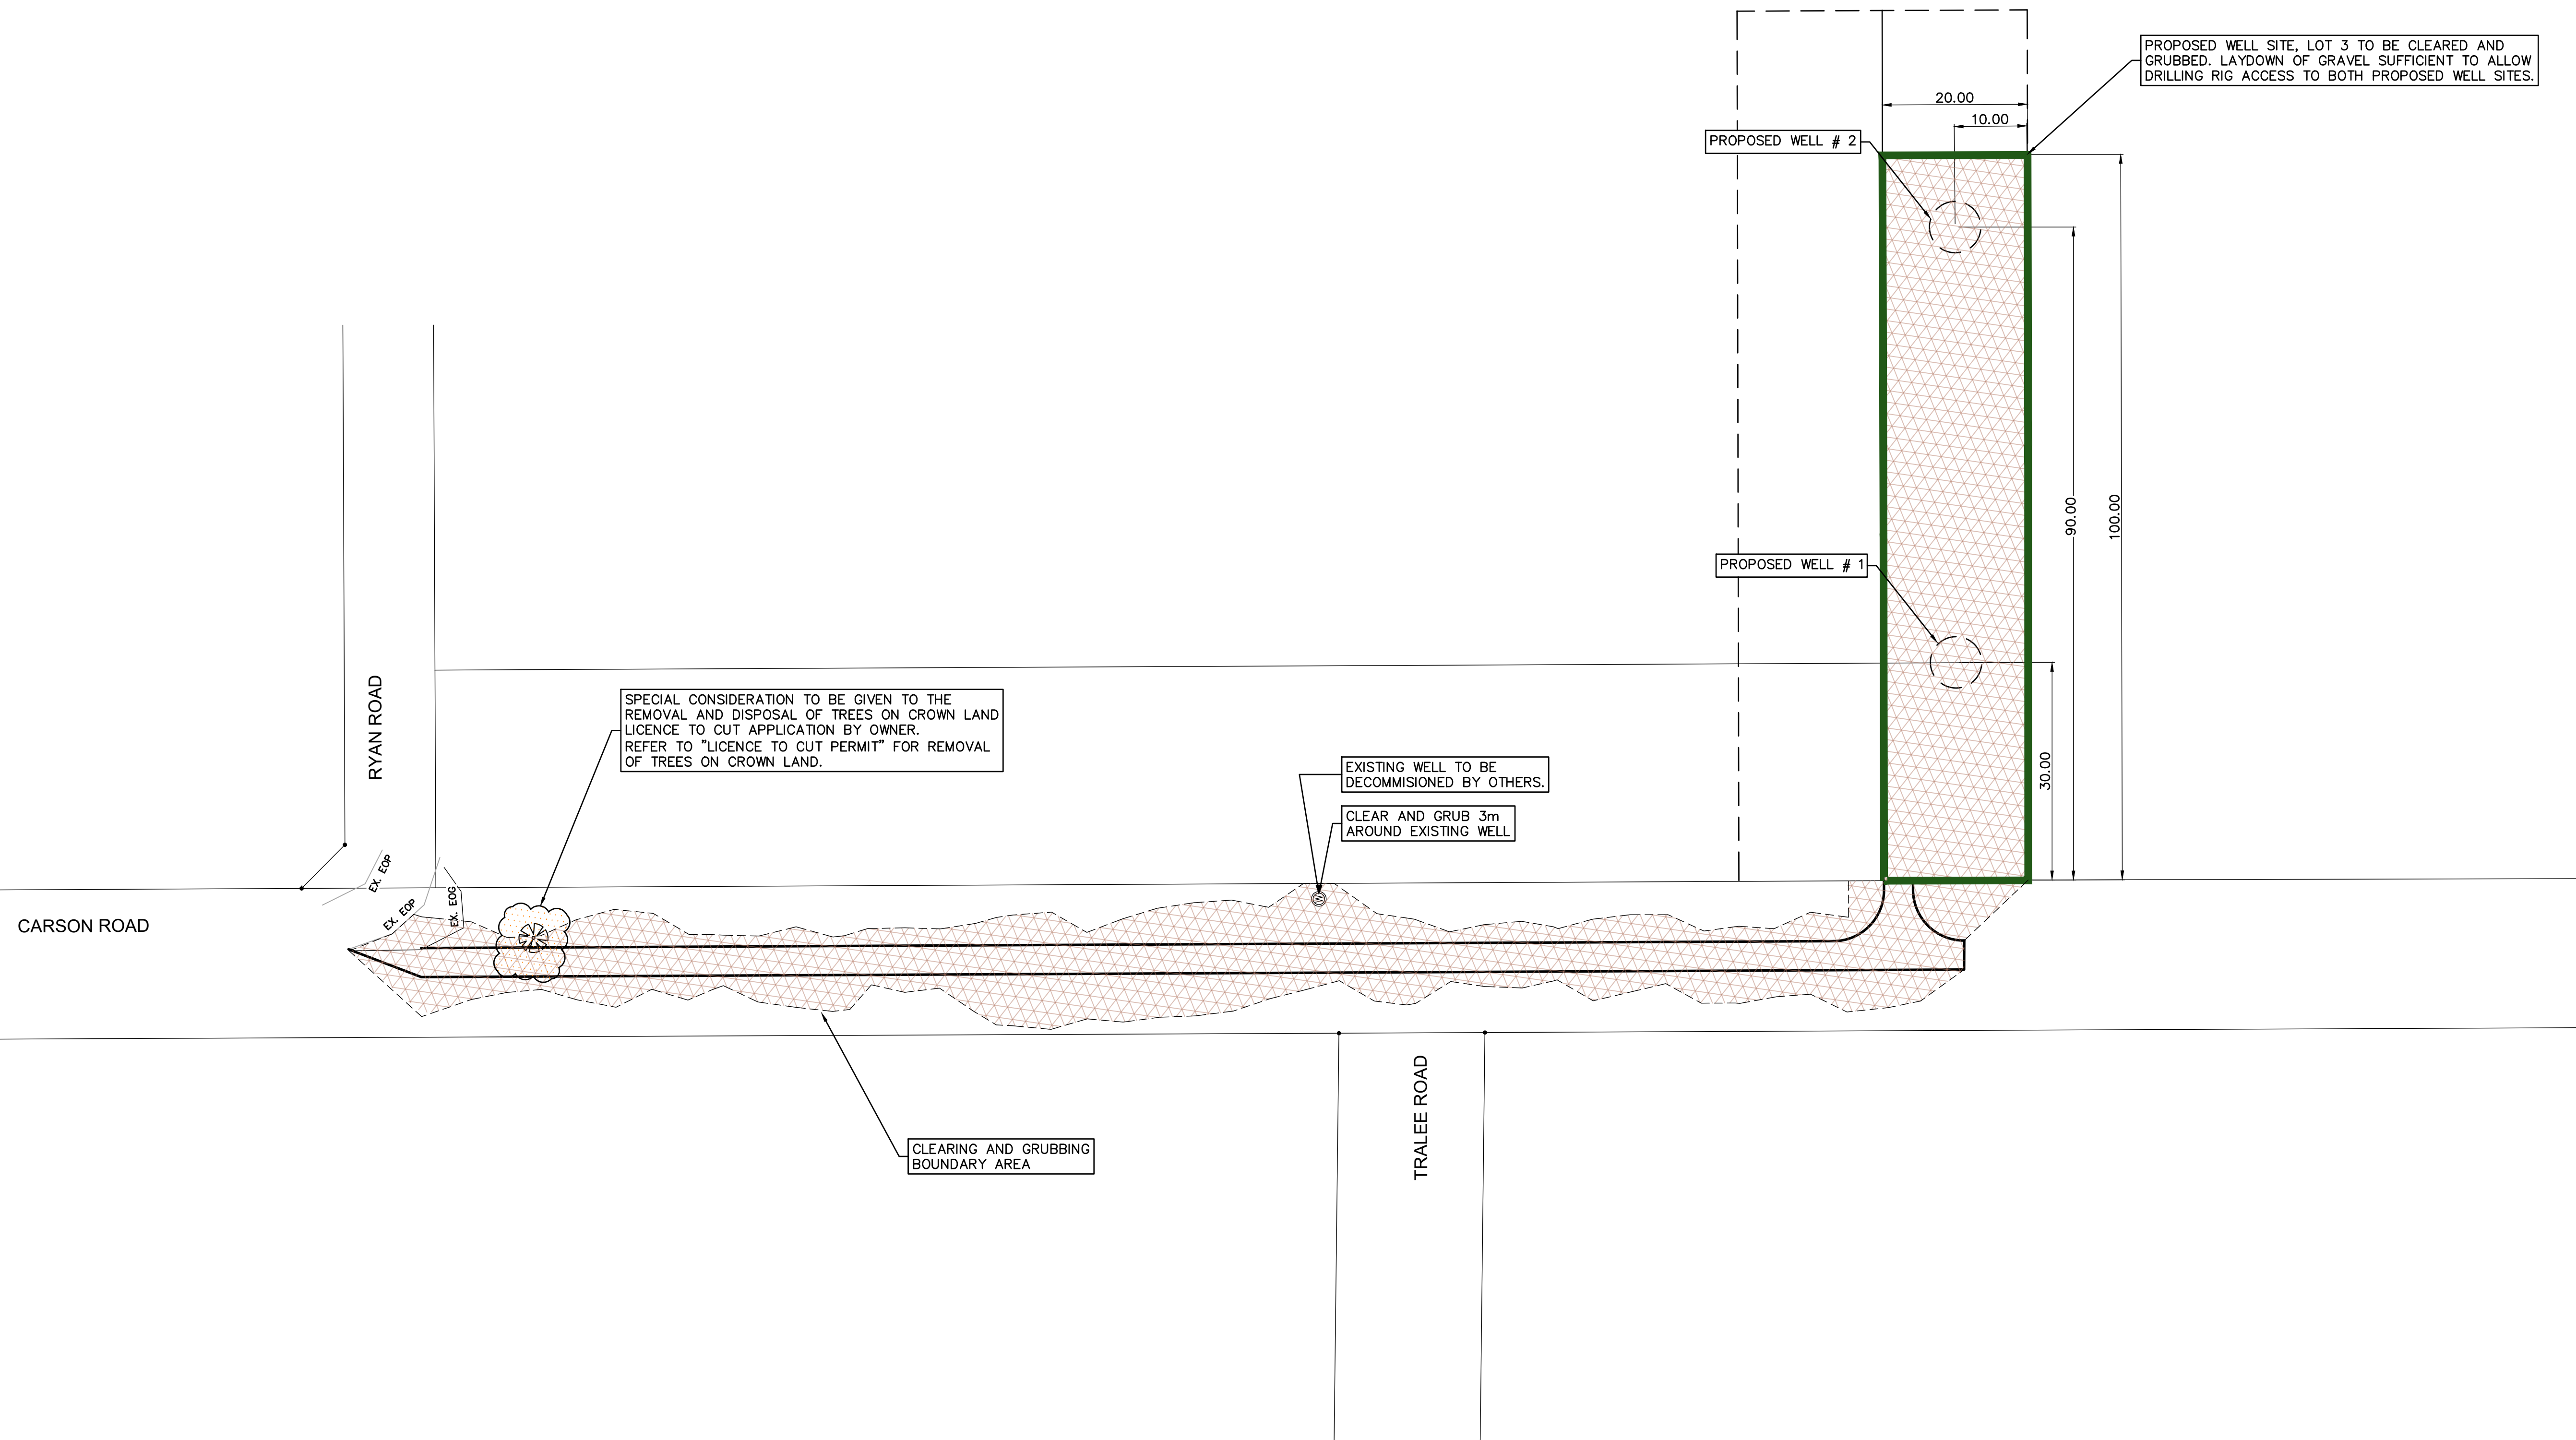 PROPOSED WELL SITE, LOT 3 TO BE CLEARED AND
GRUBBED. LAYDOWN OF GRAVEL SUFFICIENT TO ALLOW
DRILLING RIG ACCESS TO BOTH PROPOSED WELL SITES.
20.00
10.00
PROPOSED WELL # 2
90.00
100.00
PROPOSED WELL # 1
30.00
RYAN ROAD
SPECIAL CONSIDERATION TO BE GIVEN TO THE
REMOVAL AND DISPOSAL OF TREES ON CROWN LAND
LICENCE TO CUT APPLICATION BY OWNER.
REFER TO "LICENCE TO CUT PERMIT" FOR REMOVAL
OF TREES ON CROWN LAND.
EXISTING WELL TO BE
DECOMMISIONED BY OTHERS.
CLEAR AND GRUB 3m
AROUND EXISTING WELL
EX. EOP
EX. EOP
EX. EOG
W
CARSON ROAD
TRALEE ROAD
CLEARING AND GRUBBING
BOUNDARY AREA